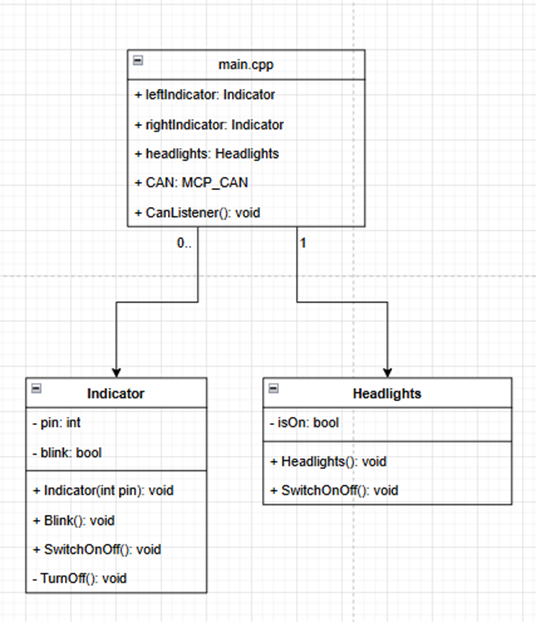 main.cpp
+ leftIndicator: Indicator
+ rightIndicator: Indicator
+ headlights: Headlights
+ CAN: MCP_CAN
+ CanListener(): void
0..
1
Indicator
- pin: int
- blink: bool
+ Indicator(int pin): void
+ Blink(): void
+ SwitchOnOff(): void
- TurnOff(): void
Headlights
- isOn: bool
+ Headlights(): void
+ SwitchOnOff(): void